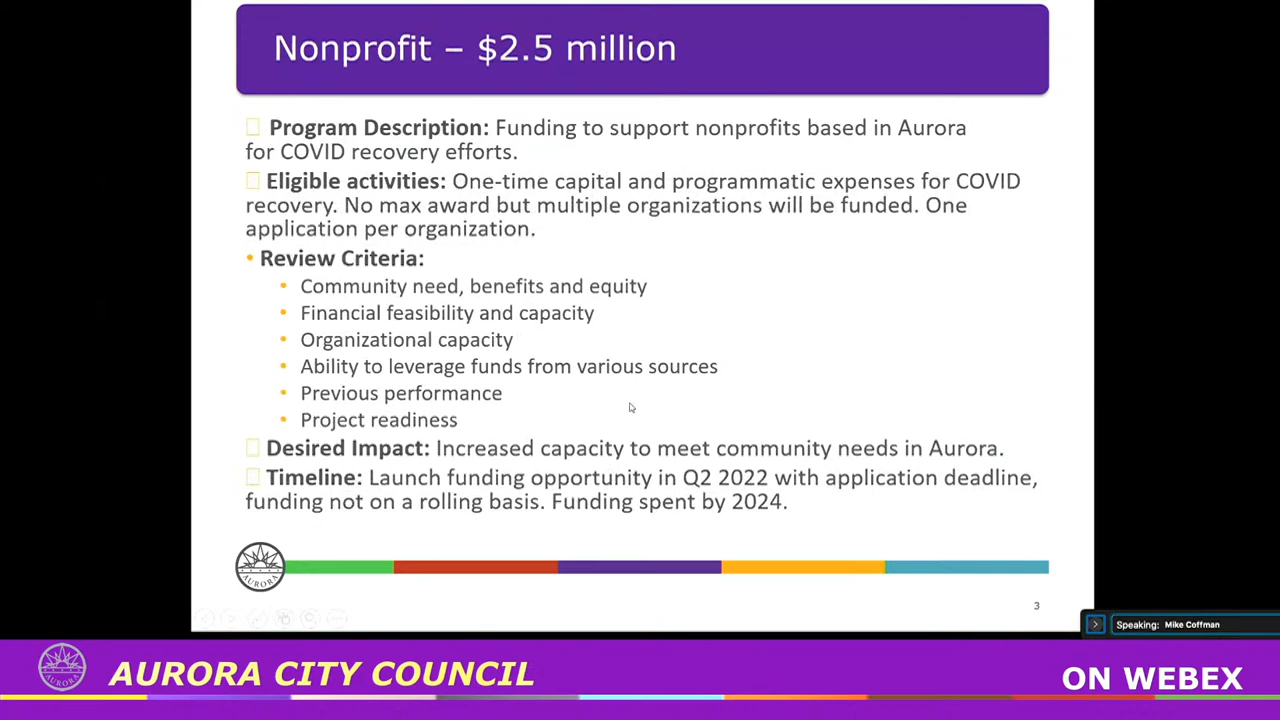 Nonprofit – $2.5 million
Program Description: Funding to support nonprofits based in Aurora
for COVID recovery efforts.
Eligible activities: One-time capital and programmatic expenses for COVID
recovery. No max award but multiple organizations will be funded. One
application per organization.
• Review Criteria:
• Community need, benefits and equity
• Financial feasibility and capacity
• Organizational capacity
• Ability to leverage funds from various sources
• Previous performance
• Project readiness
Desired Impact: Increased capacity to meet community needs in Aurora.
Timeline: Launch funding opportunity in Q2 2022 with application deadline,
funding not on a rolling basis. Funding spent by 2024.
AURORA
3
Speaking: Mike Coffman
AURORA CITY COUNCIL
ON WEBEX